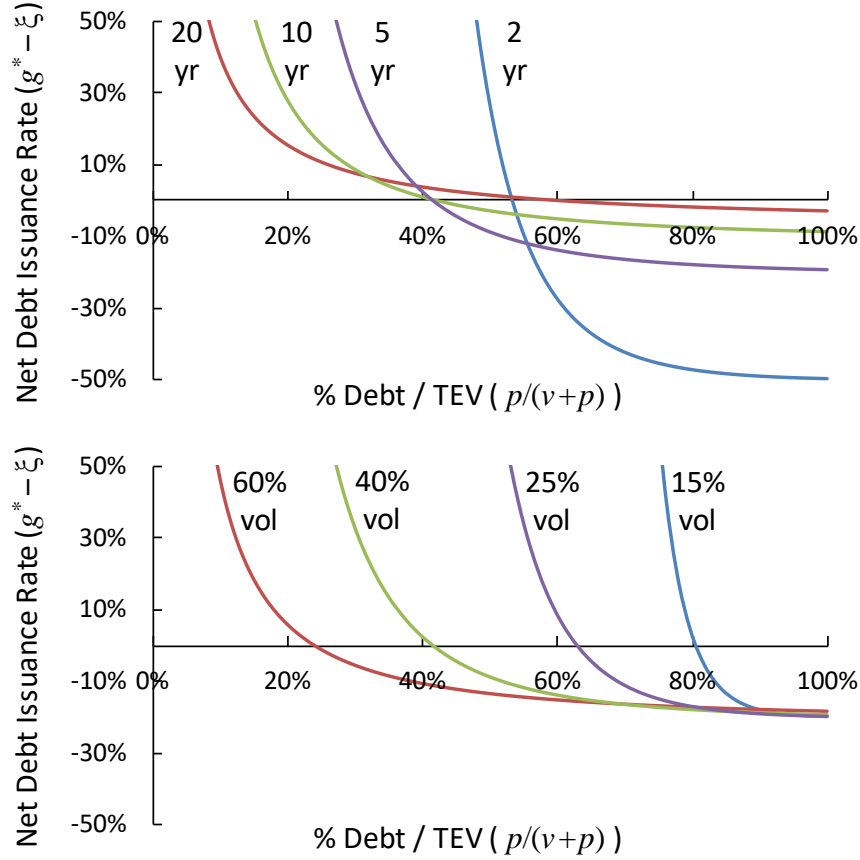 Net Debt Issuance Rate (g* − ξ)
50%
30%
10%
-10%
-30%
-50%
20 yr
10 yr
5 yr
2 yr
0%
20%
40%
60%
80%
100%
% Debt / TEV ( p/(v+p) )
Net Debt Issuance Rate (g* − ξ)
50%
30%
10%
-10%
-30%
-50%
60% vol
40% vol
25% vol
15% vol
0%
20%
40%
60%
80%
100%
% Debt / TEV ( p/(v+p) )